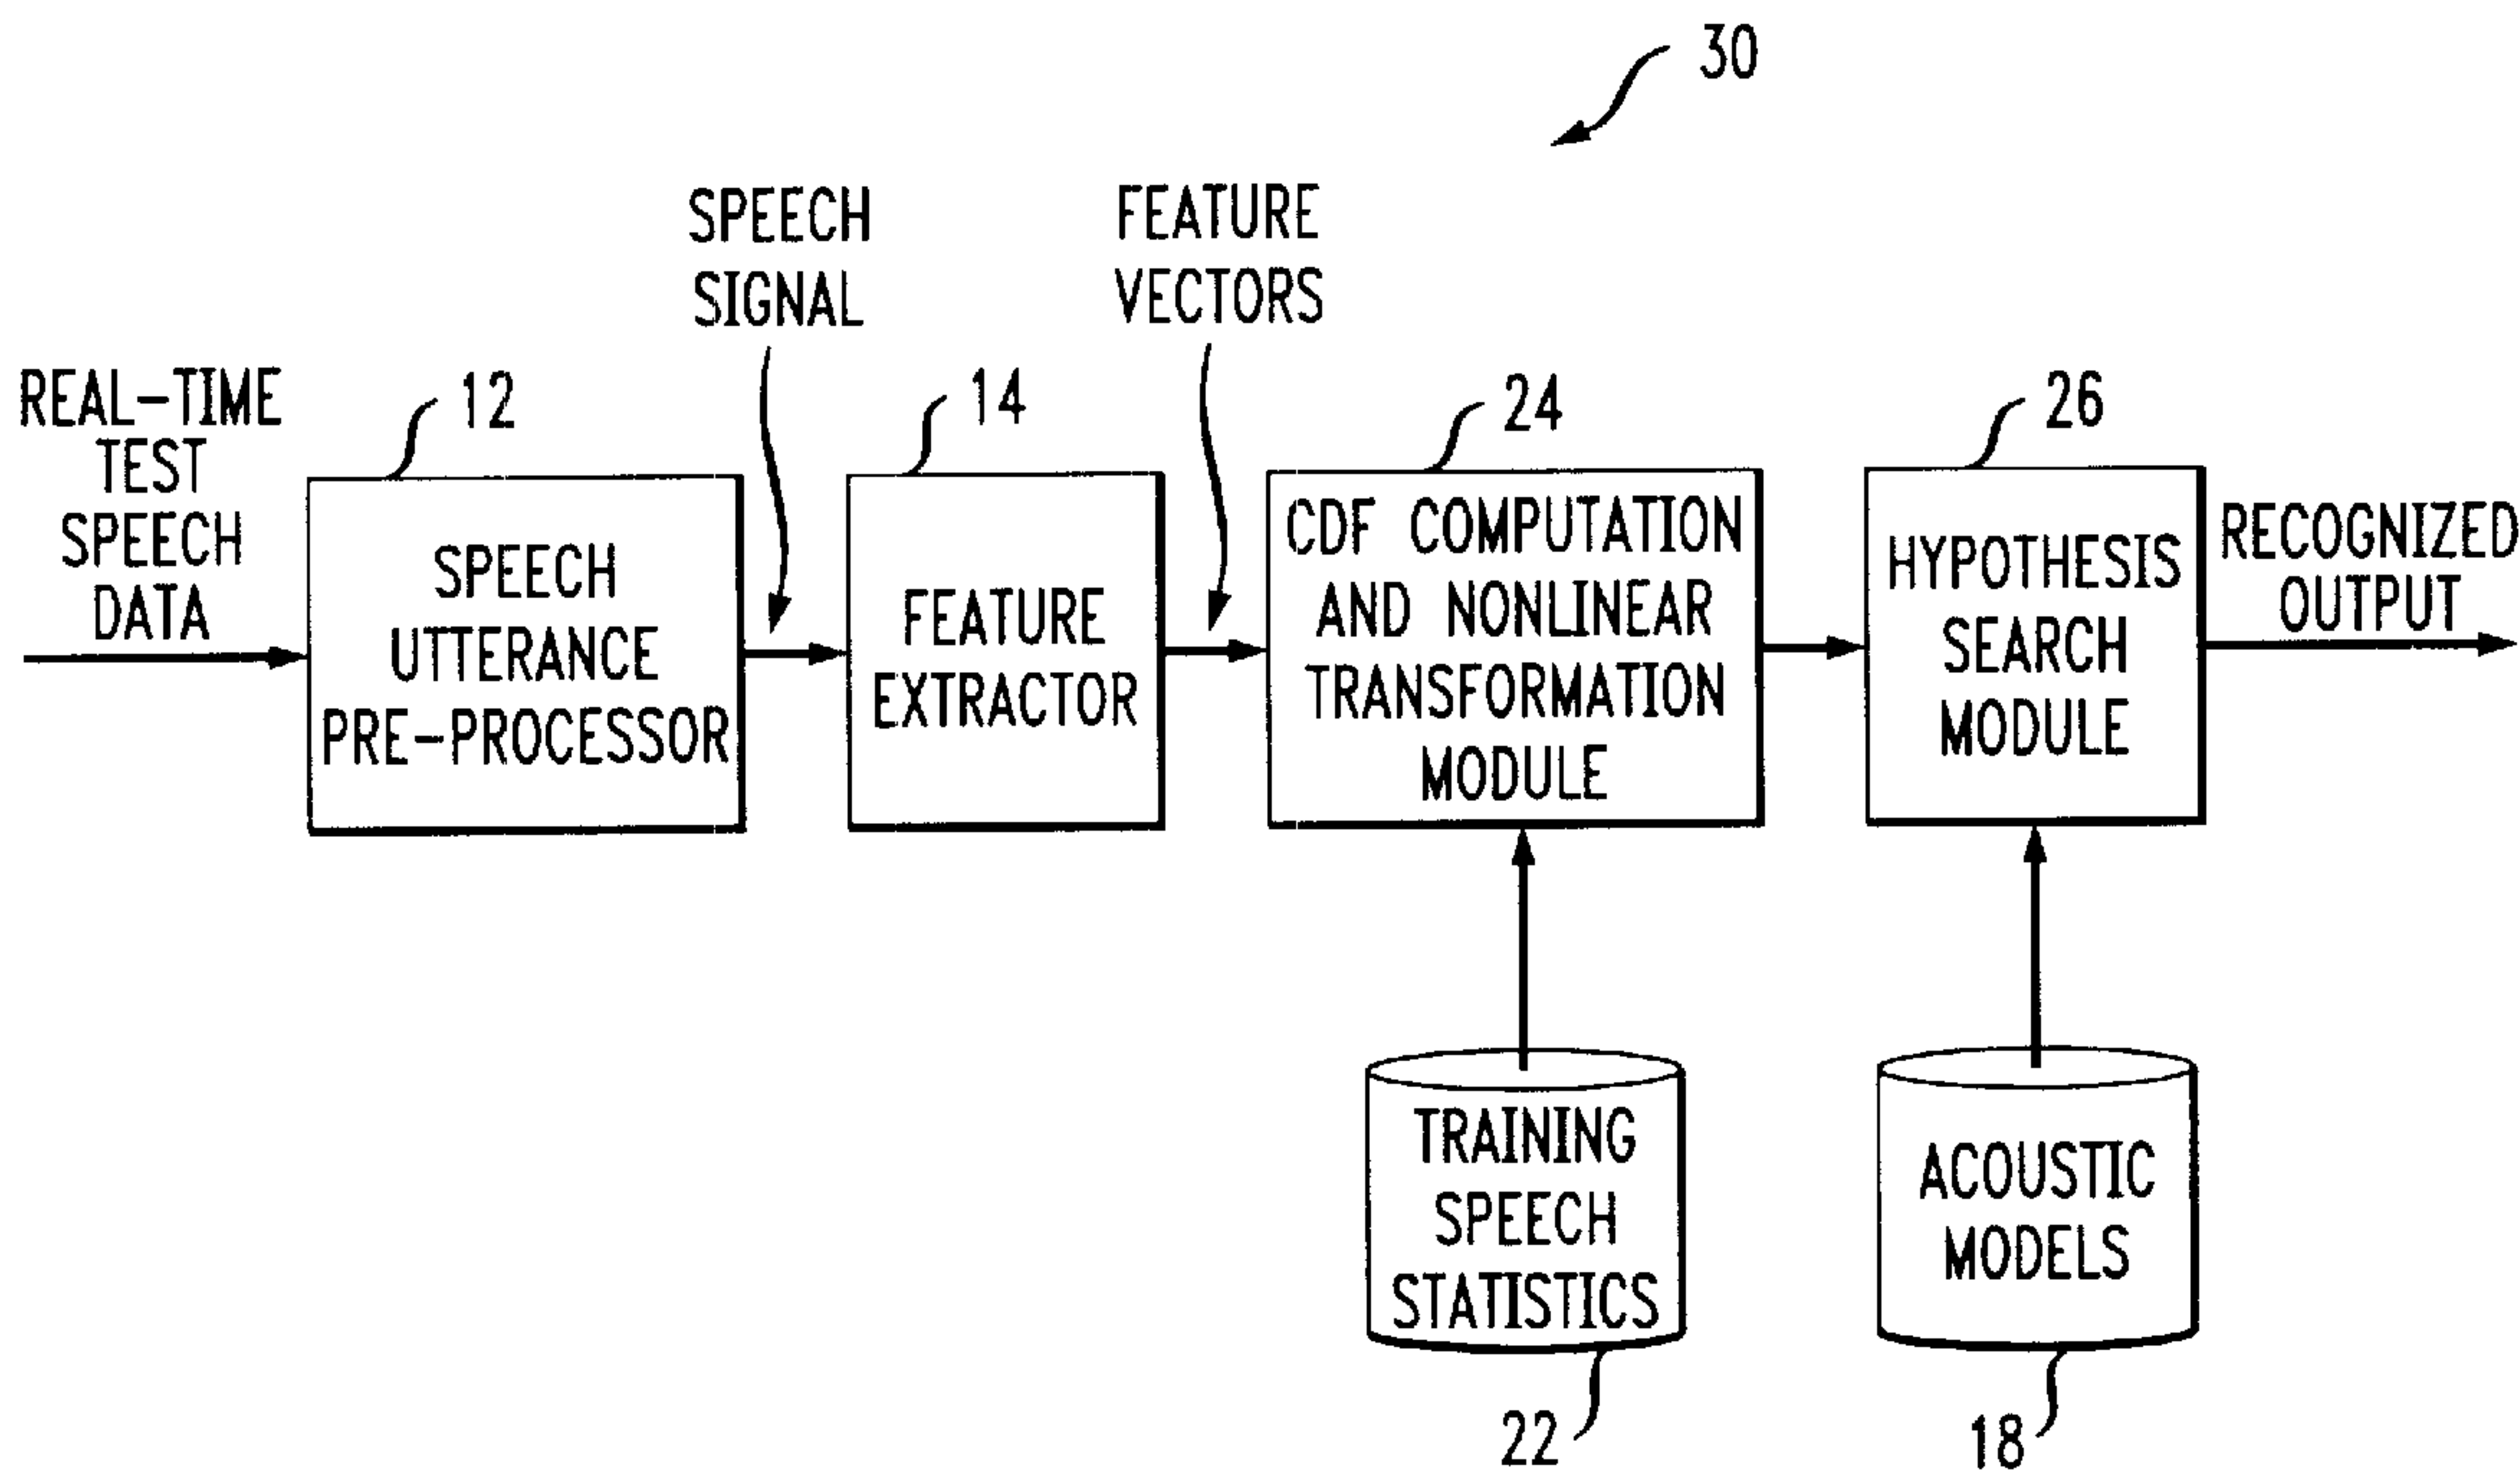 30
SPEECH
SIGNAL
FEATURE
VECTORS
REAL-TIME
TEST
SPEECH
DATA
12
SPEECH
UTTERANCE
PRE-PROCESSOR
14
FEATURE
EXTRACTOR
24
CDF COMPUTATION
AND NONLINEAR
TRANSFORMATION
MODULE
26
HYPOTHESIS
SEARCH
MODULE
RECOGNIZED
OUTPUT
TRAINING
SPEECH
STATISTICS
22
ACOUSTIC
MODELS
18